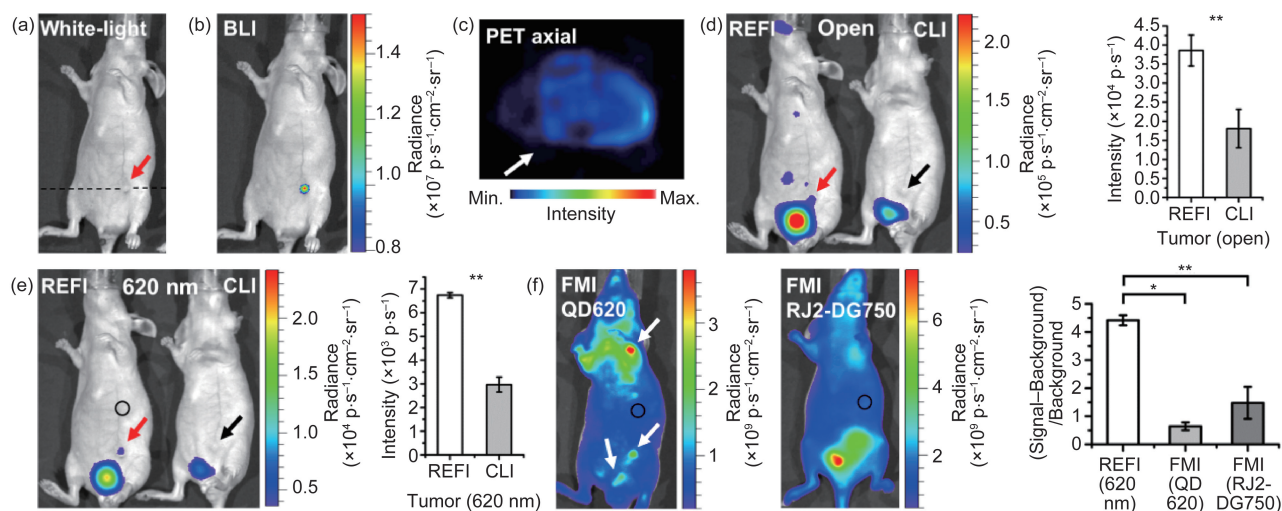 (a)
White-light
(b)
BLI
1.4
1.2
1.0
0.8
Radiance
(×10⁷ p·s⁻¹·cm⁻²·sr⁻¹)
(c)
PET axial
Min.
Max.
Intensity
(d)
REFI
Open
CLI
2.0
1.5
1.0
0.5
Radiance
(×10⁵ p·s⁻¹·cm⁻²·sr⁻¹)
**
4.5
4.0
3.5
3.0
2.5
2.0
1.5
1.0
0.5
0
Intensity (×10⁴ p·s⁻¹)
REFI
CLI
Tumor (open)
(e)
REFI
620 nm
CLI
2.0
1.5
1.0
0.5
Radiance
(×10⁴ p·s⁻¹·cm⁻²·sr⁻¹)
**
7
6
5
4
3
2
1
0
Intensity (×10³ p·s⁻¹)
REFI
CLI
Tumor (620 nm)
(f)
FMI
QD620
3
2
1
Radiance
(×10⁹ p·s⁻¹·cm⁻²·sr⁻¹)
FMI
RJ2-DG750
6
4
2
Radiance
(×10⁹ p·s⁻¹·cm⁻²·sr⁻¹)
**
*
5
4
3
2
1
0
(Signal–Background)
/Background
REFI
(620
nm)
FMI
(QD
620)
FMI
(RJ2-
DG750)